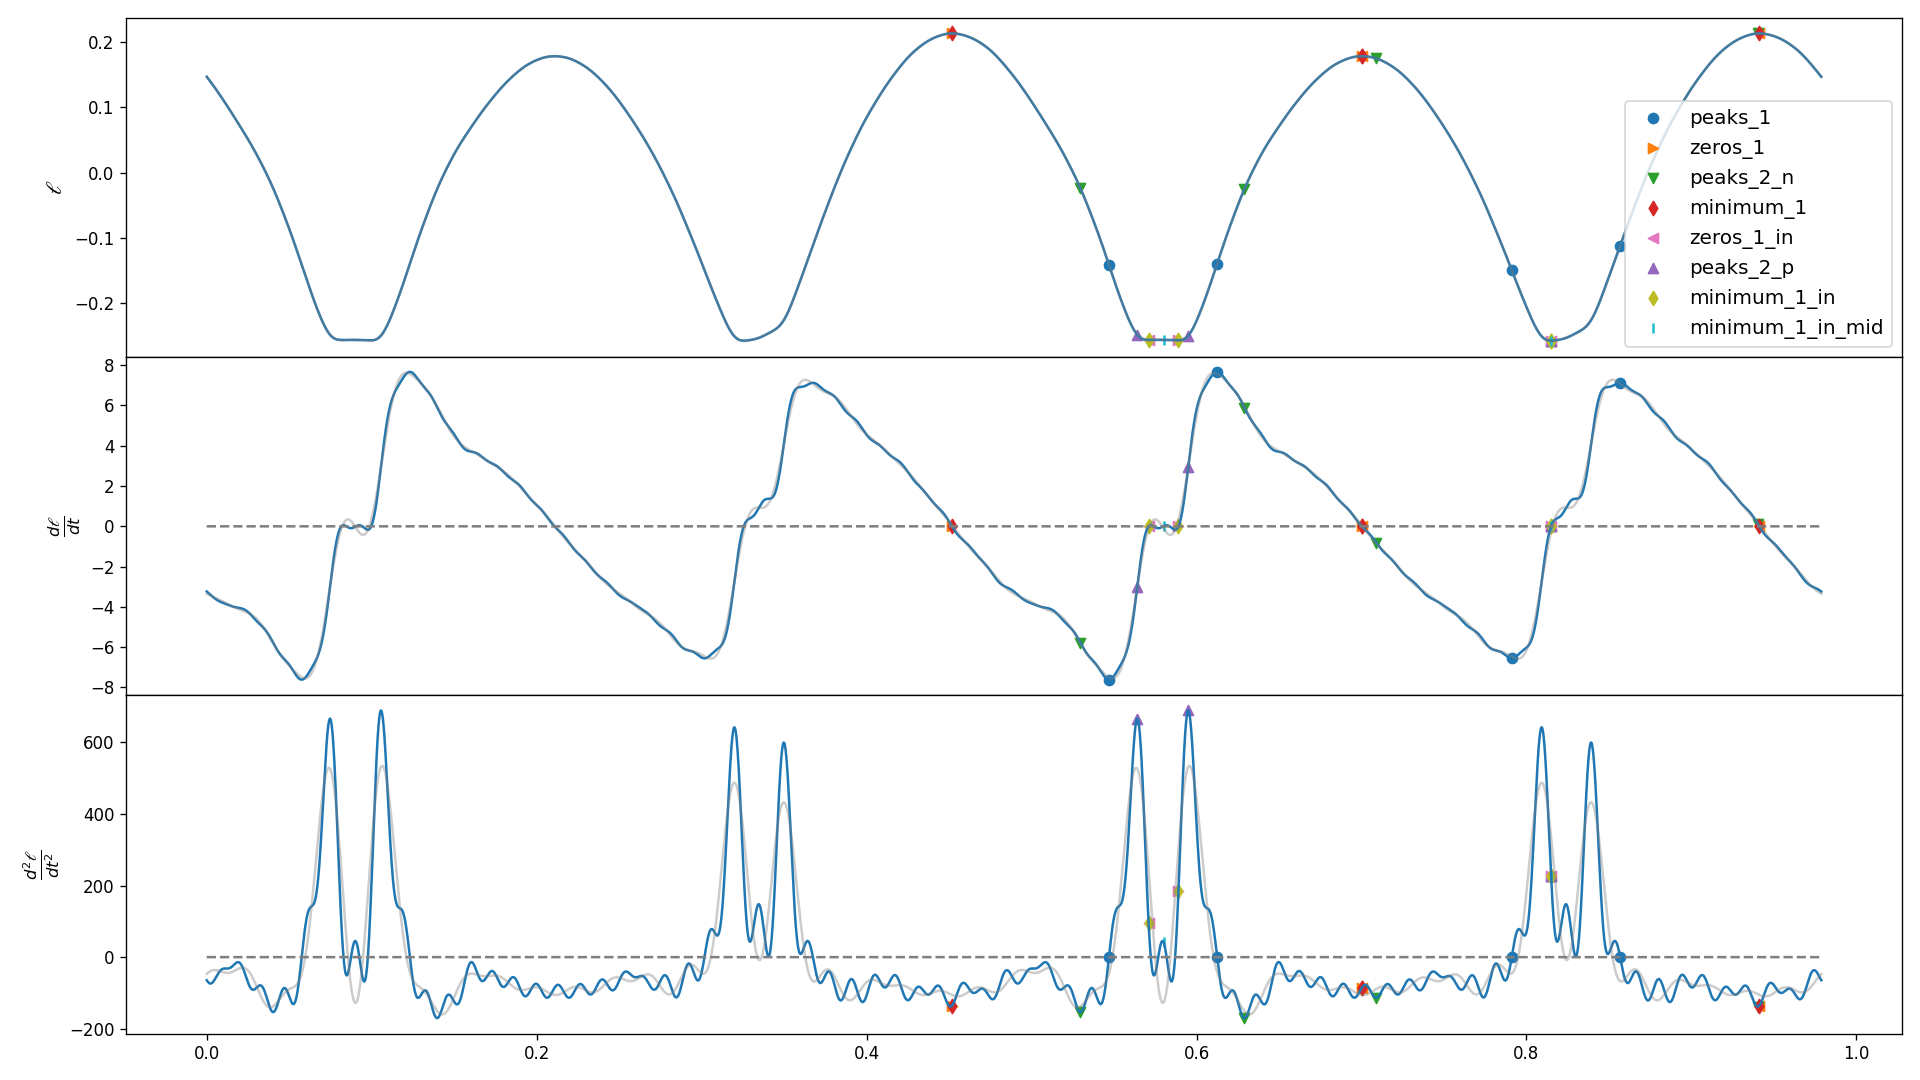 0.2
0.1
0.0
−0.1
−0.2
ℓ
peaks_1
zeros_1
peaks_2_n
minimum_1
zeros_1_in
peaks_2_p
minimum_1_in
minimum_1_in_mid
8
6
4
2
0
−2
−4
−6
−8
dℓ
dt
600
400
200
0
−200
d²ℓ
dt²
0.0 0.2 0.4 0.6 0.8 1.0